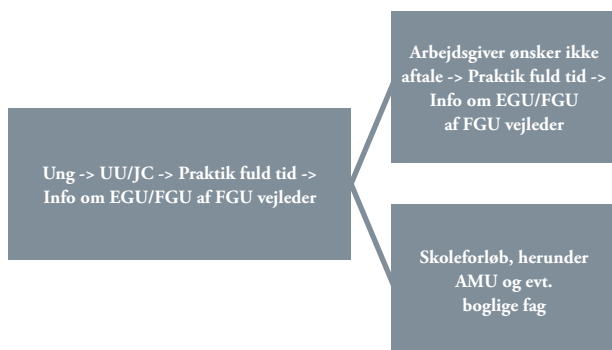 Ung -> UU/JC -> Praktik fuld tid ->
Info om EGU/FGU af FGU vejleder
Arbejdsgiver ønsker ikke
aftale -> Praktik fuld tid ->
Info om EGU/FGU
af FGU vejleder
Skoleforløb, herunder
AMU og evt.
boglige fag